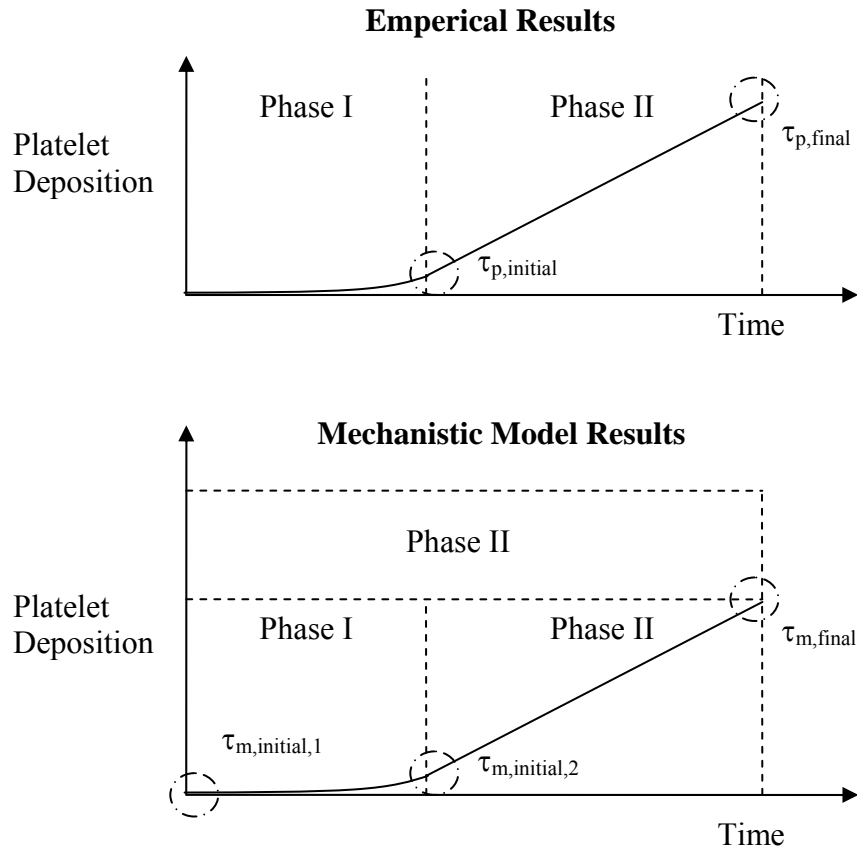 Emperical Results
Phase I
Phase II
Platelet
Deposition
τp,final
τp,initial
Time
Mechanistic Model Results
Phase II
Platelet
Deposition
Phase I
Phase II
τm,final
τm,initial,1
τm,initial,2
Time